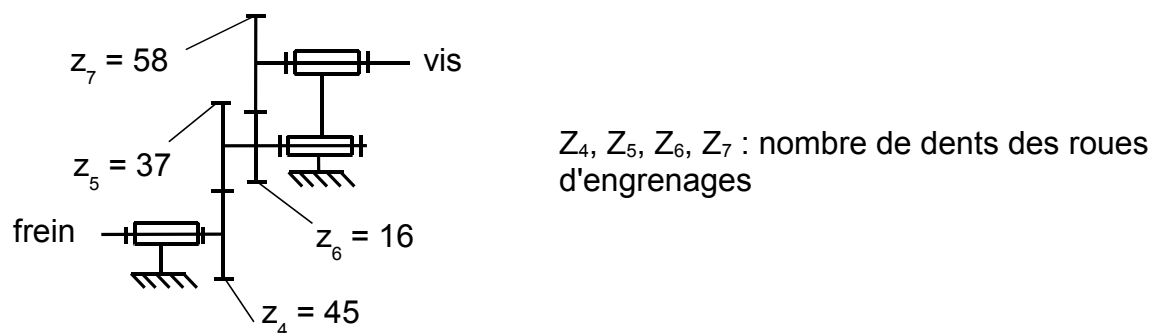 z₇ = 58
vis
z₅ = 37
Z₄, Z₅, Z₆, Z₇ : nombre de dents des roues
d'engrenages
frein
z₆ = 16
z₄ = 45